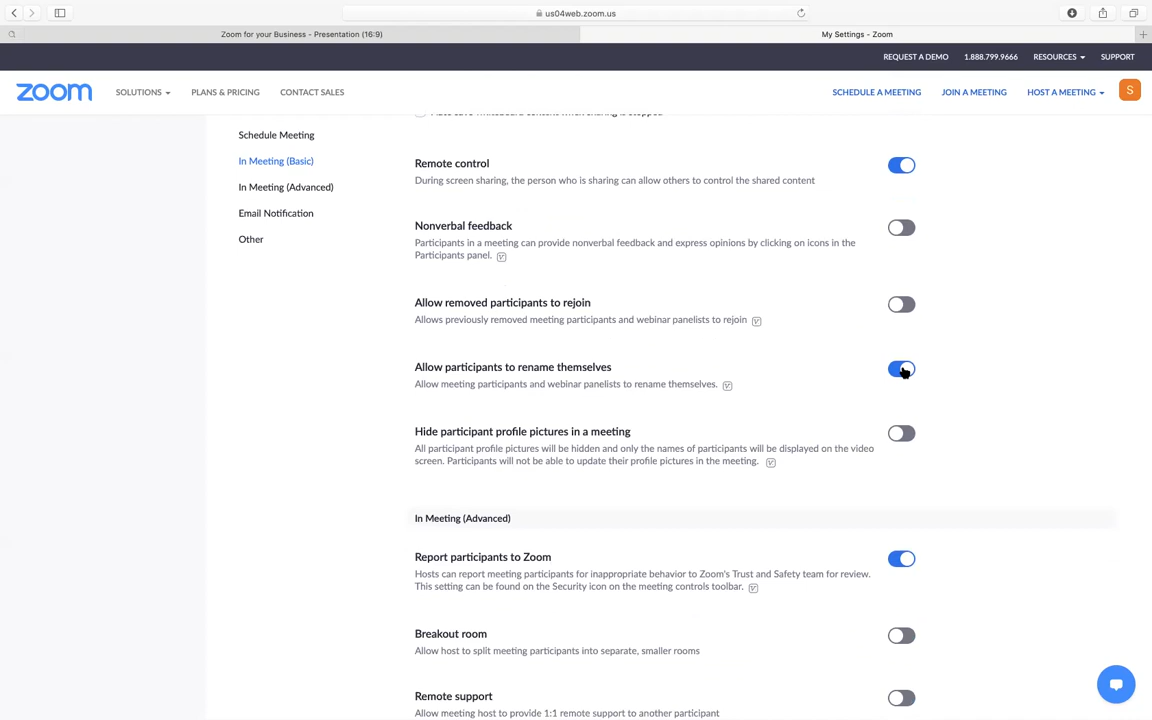 us04web.zoom.us
Zoom for your Business - Presentation (16:9)
My Settings - Zoom
REQUEST A DEMO 1.888.799.9666 RESOURCES SUPPORT
zoom SOLUTIONS PLANS & PRICING CONTACT SALES SCHEDULE A MEETING JOIN A MEETING HOST A MEETING S
Schedule Meeting
In Meeting (Basic)
In Meeting (Advanced)
Email Notification
Other
Auto save whiteboard content when sharing is stopped
Remote control
During screen sharing, the person who is sharing can allow others to control the shared content
Nonverbal feedback
Participants in a meeting can provide nonverbal feedback and express opinions by clicking on icons in the
Participants panel.
Allow removed participants to rejoin
Allows previously removed meeting participants and webinar panelists to rejoin
Allow participants to rename themselves
Allow meeting participants and webinar panelists to rename themselves.
Hide participant profile pictures in a meeting
All participant profile pictures will be hidden and only the names of participants will be displayed on the video
screen. Participants will not be able to update their profile pictures in the meeting.
In Meeting (Advanced)
Report participants to Zoom
Hosts can report meeting participants for inappropriate behavior to Zoom's Trust and Safety team for review.
This setting can be found on the Security icon on the meeting controls toolbar.
Breakout room
Allow host to split meeting participants into separate, smaller rooms
Remote support
Allow meeting host to provide 1:1 remote support to another participant